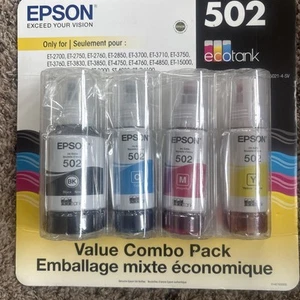 EPSON
EXCEED YOUR VISION
502
ecotank
Only for | Seulement pour :
ET-2700, ET-2750, ET-2760, ET-2850, ET-3700, ET-3710, ET-3750,
ET-3760, ET-3830, ET-3850, ET-4750, ET-4760, ET-4850, ET-15000,
EPSON
502
BK
EPSON
502
C
EPSON
502
M
EPSON
502
Y
Value Combo Pack
Emballage mixte économique